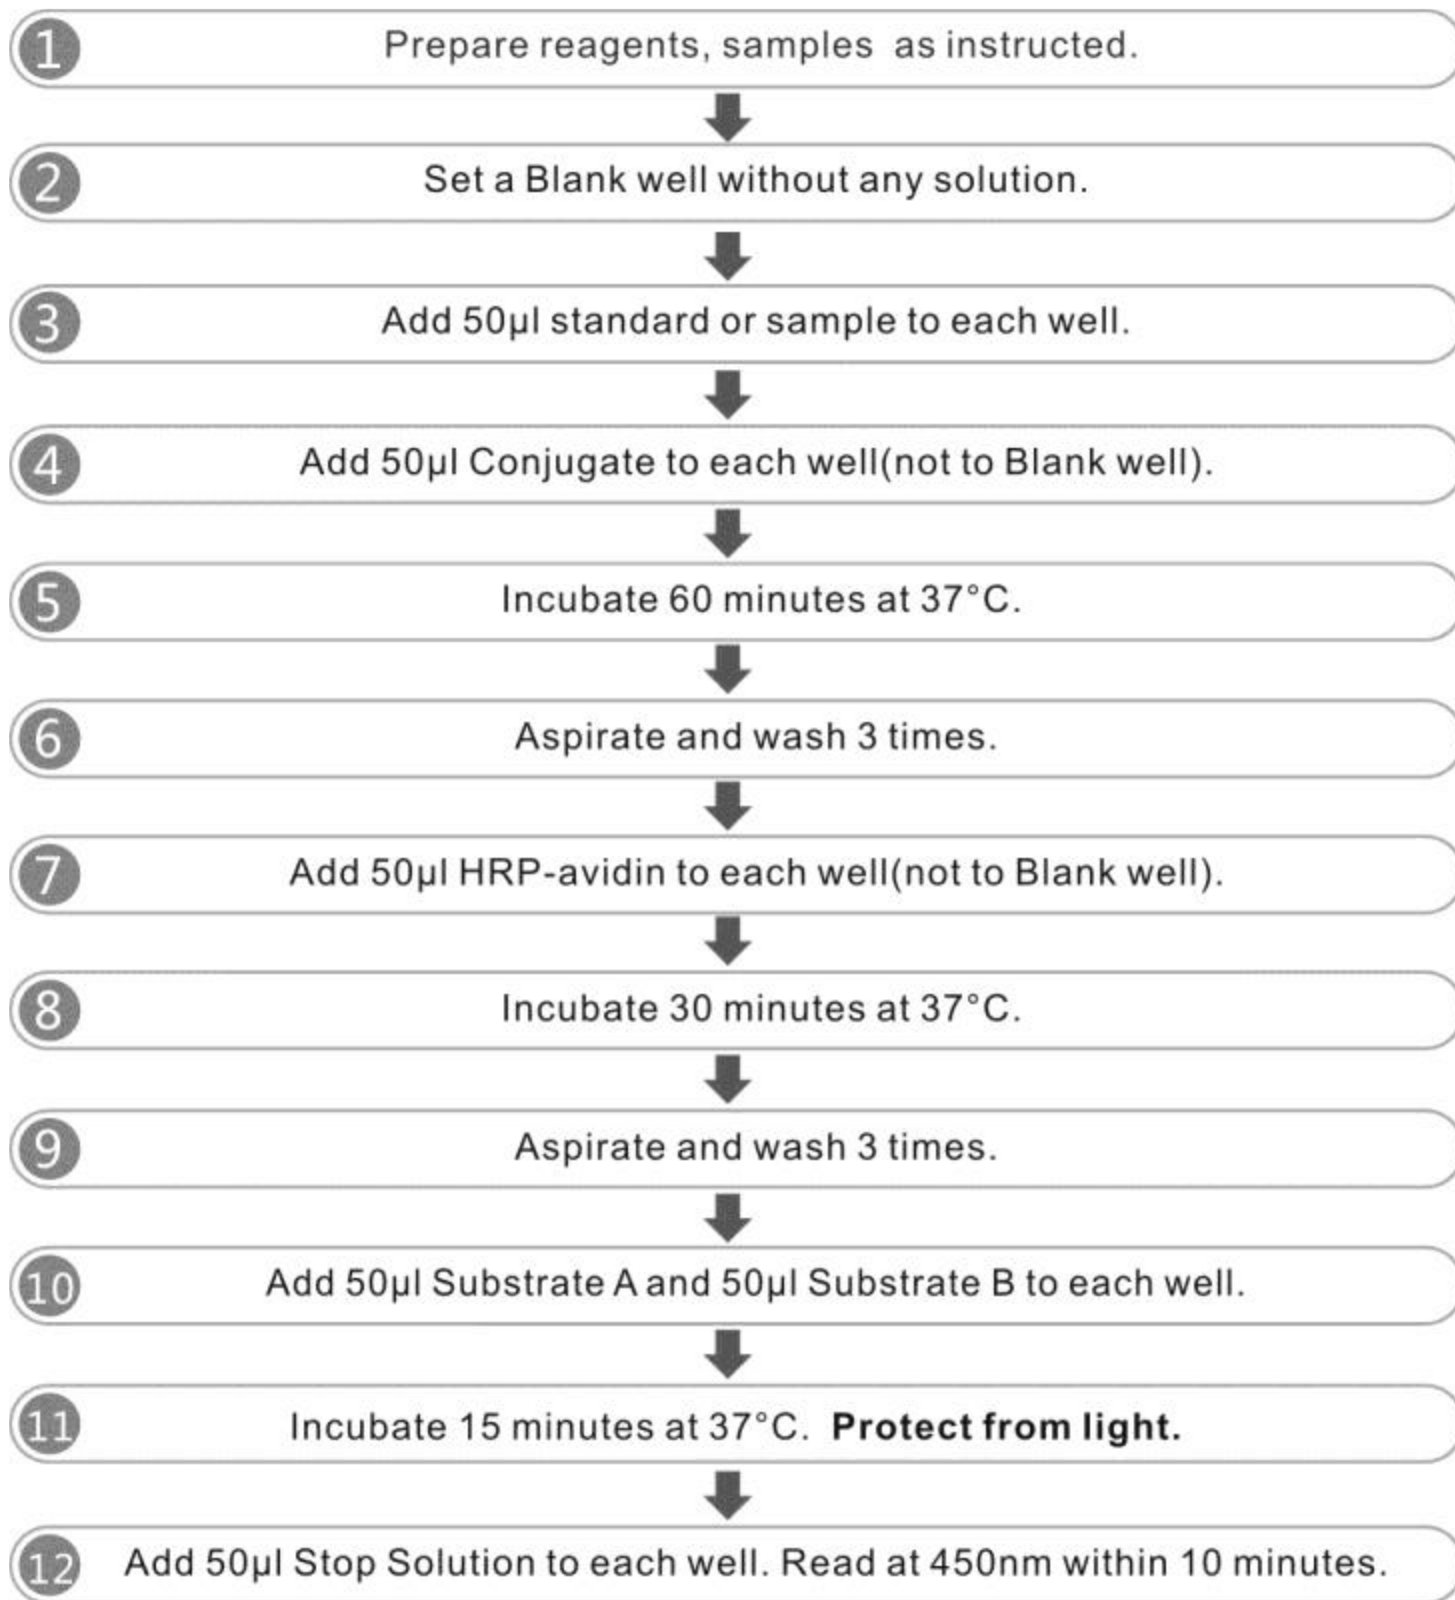 1 Prepare reagents, samples as instructed.
2 Set a Blank well without any solution.
3 Add 50µl standard or sample to each well.
4 Add 50µl Conjugate to each well(not to Blank well).
5 Incubate 60 minutes at 37°C.
6 Aspirate and wash 3 times.
7 Add 50µl HRP-avidin to each well(not to Blank well).
8 Incubate 30 minutes at 37°C.
9 Aspirate and wash 3 times.
10 Add 50µl Substrate A and 50µl Substrate B to each well.
11 Incubate 15 minutes at 37°C. Protect from light.
12 Add 50µl Stop Solution to each well. Read at 450nm within 10 minutes.